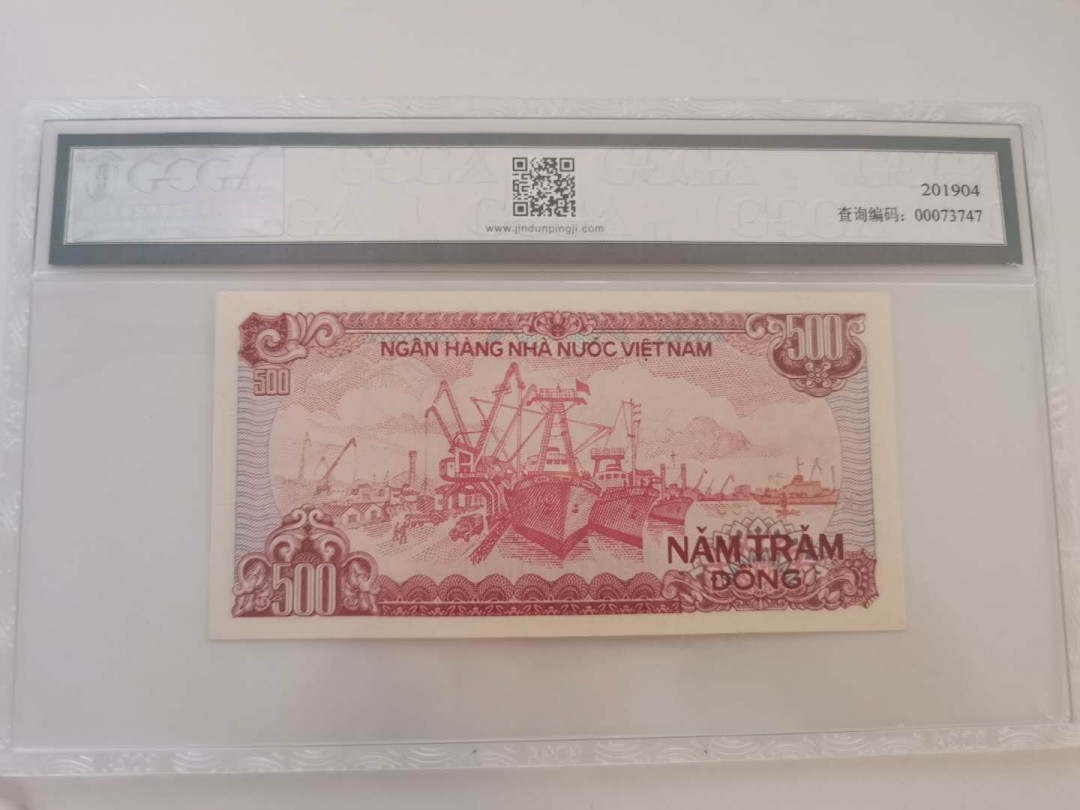 GCGA
201904
查询编码：00073747
www.jindunpingji.com
NGÂN HÀNG NHÀ NƯỚC VIỆT NAM
500
500
500
NĂM TRĂM
ĐỒNG